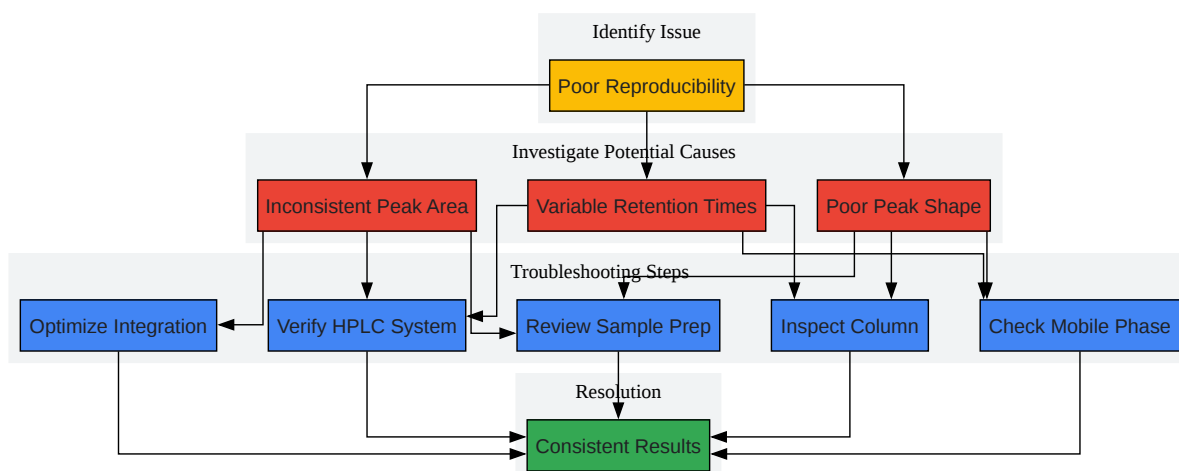 Identify Issue
Poor Reproducibility
Investigate Potential Causes
Inconsistent Peak Area
Variable Retention Times
Poor Peak Shape
Troubleshooting Steps
Optimize Integration
Verify HPLC System
Review Sample Prep
Inspect Column
Check Mobile Phase
Resolution
Consistent Results